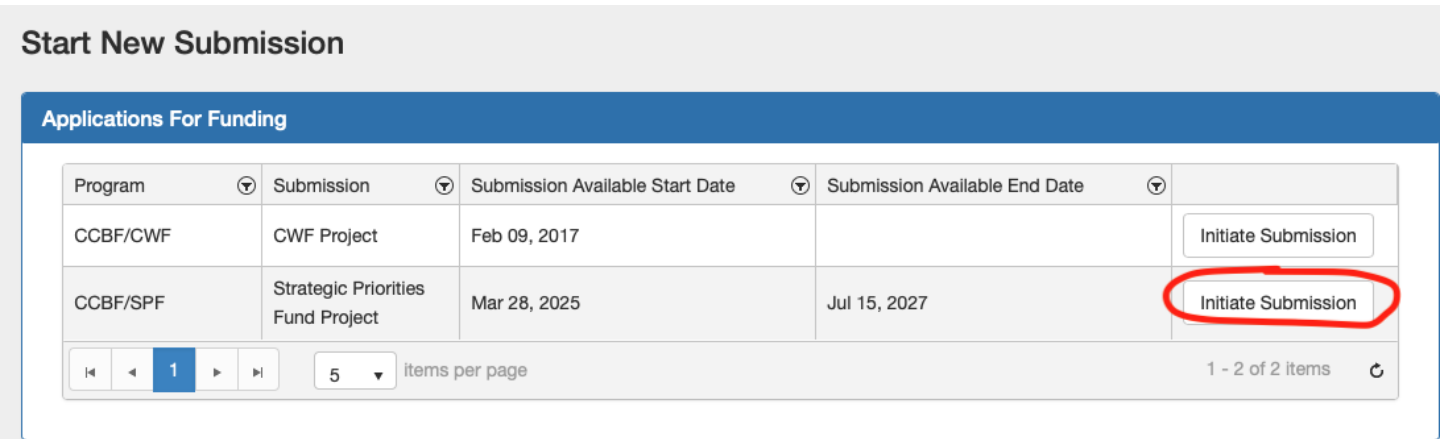 Start New Submission
Applications For Funding
Program Submission Submission Available Start Date Submission Available End Date
CCBF/CWF CWF Project Feb 09, 2017 Initiate Submission
CCBF/SPF Strategic Priorities Fund Project Mar 28, 2025 Jul 15, 2027 Initiate Submission
1 5 items per page 1 - 2 of 2 items